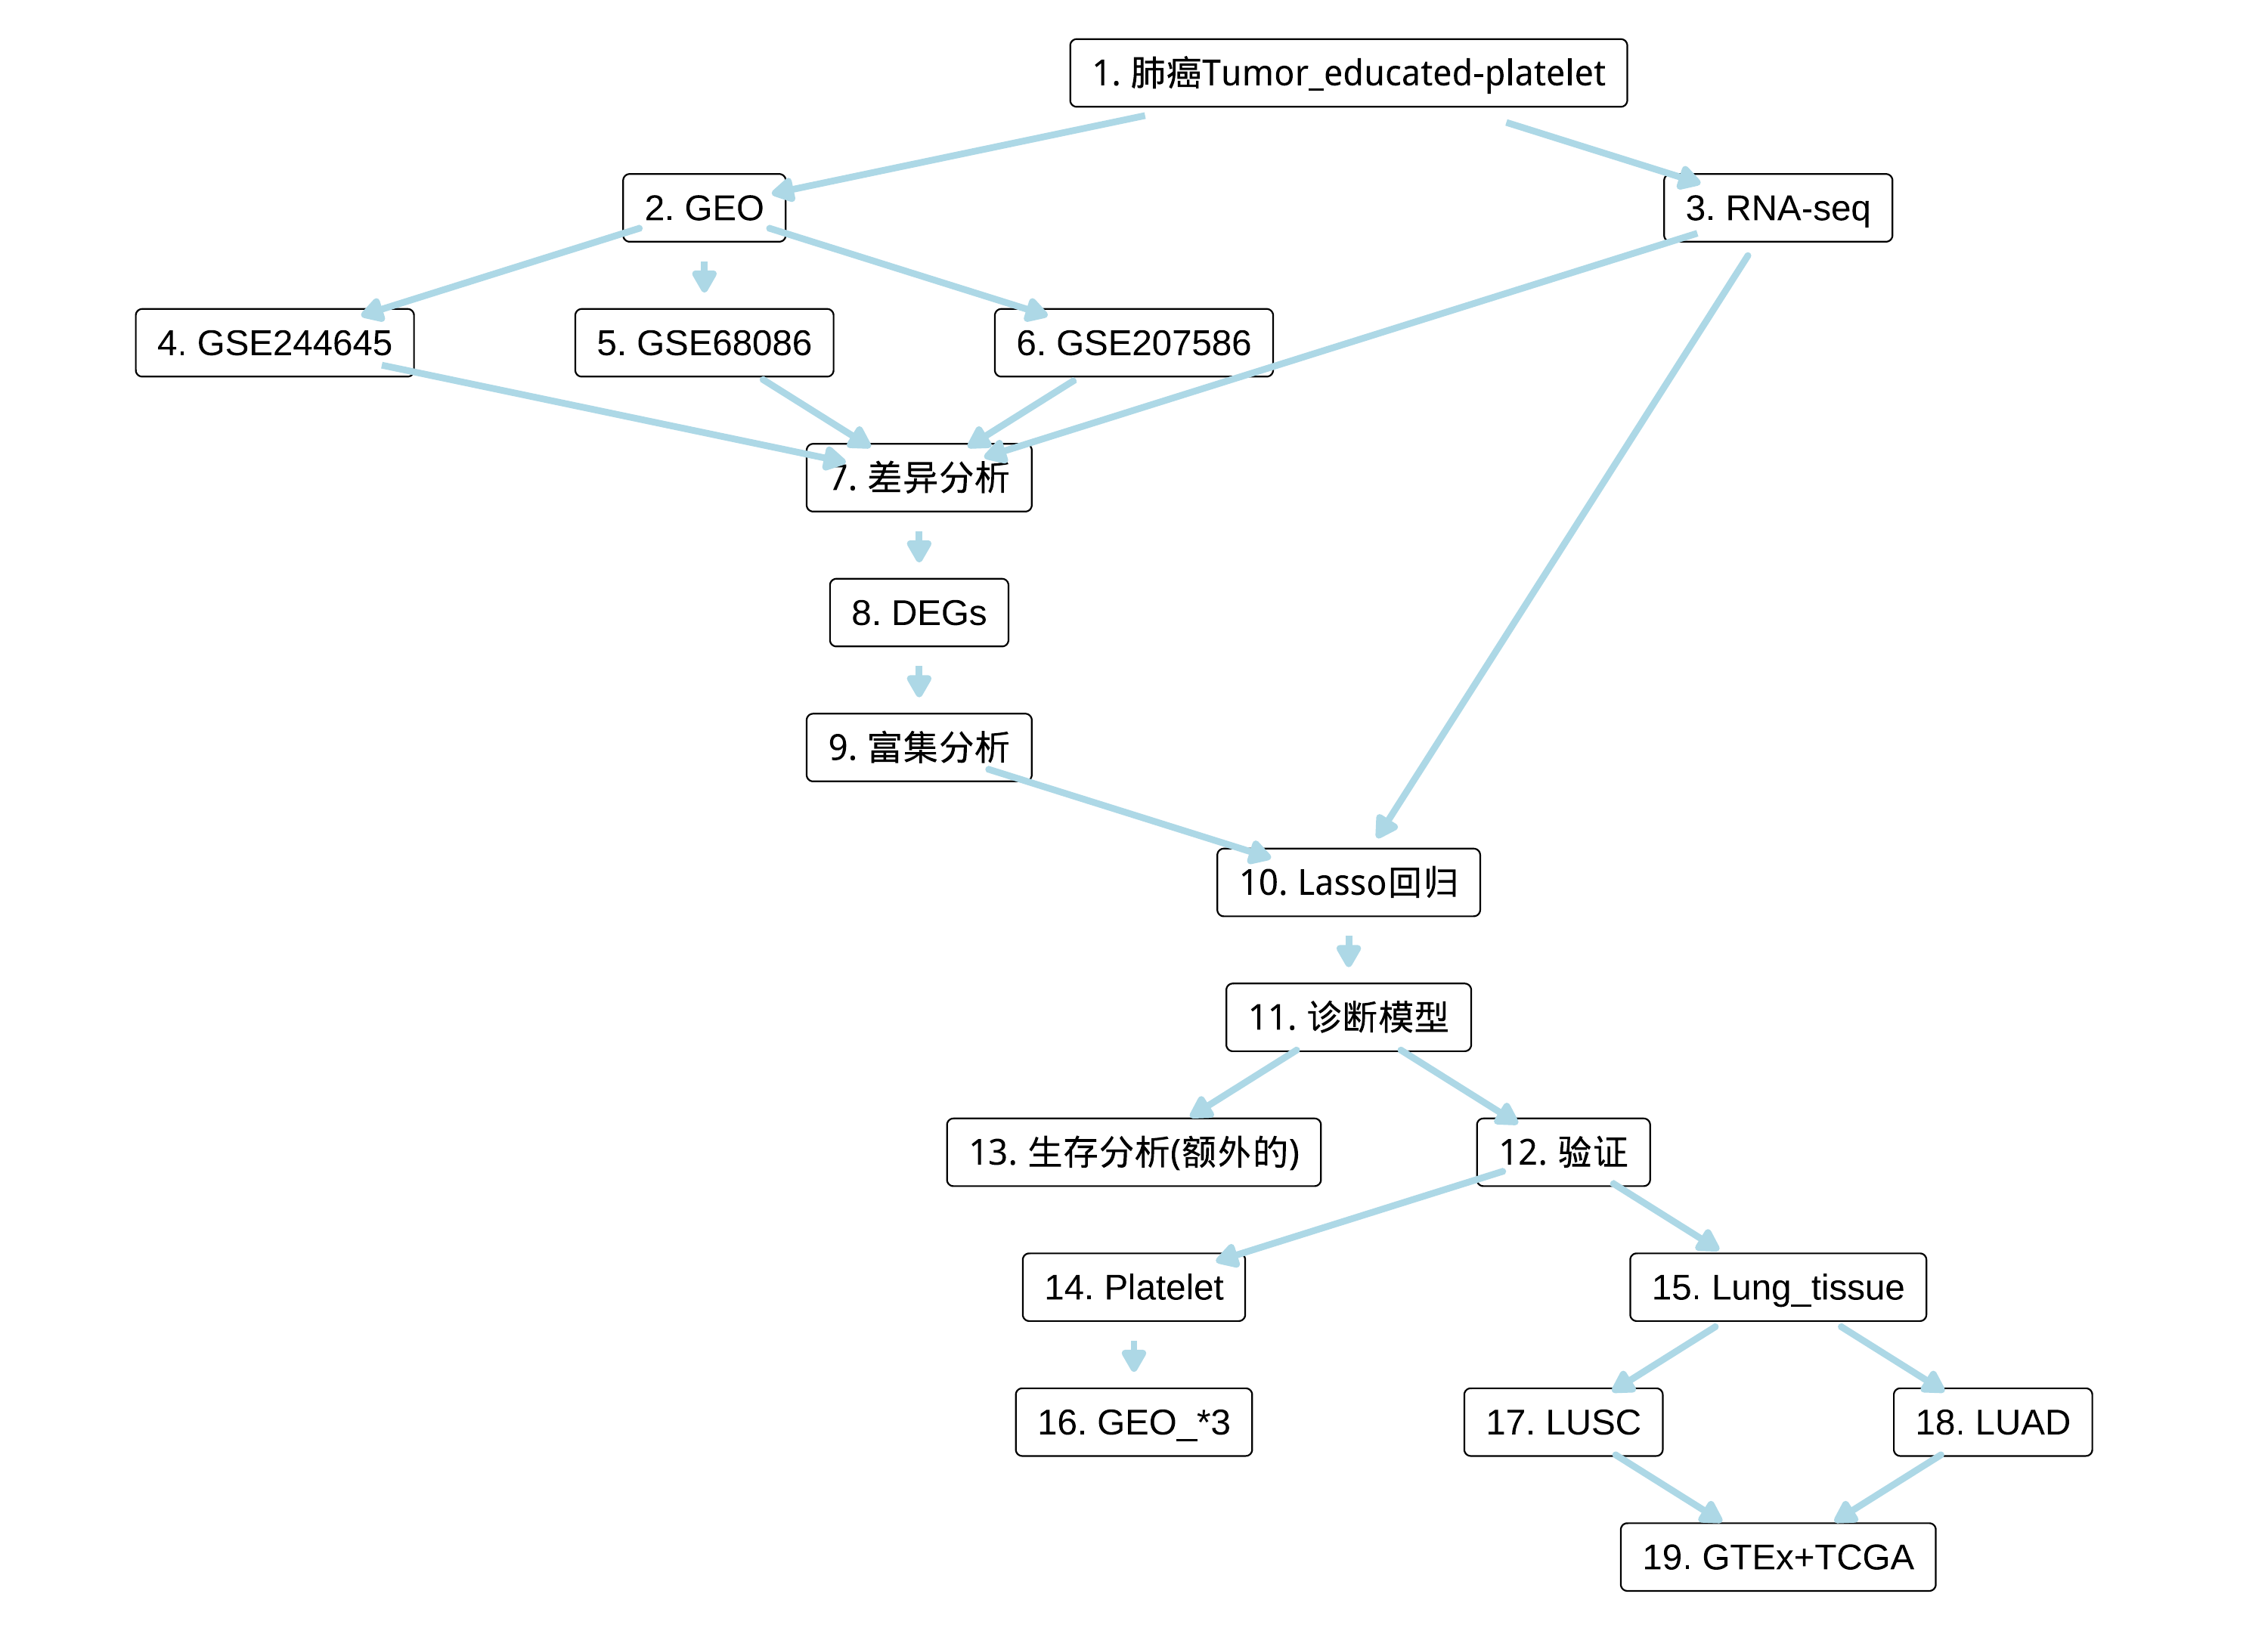 1. 肺癌Tumor_educated-platelet
2. GEO
3. RNA-seq
4. GSE244645
5. GSE68086
6. GSE207586
7. 差异分析
8. DEGs
9. 富集分析
10. Lasso回归
11. 诊断模型
13. 生存分析(额外的)
12. 验证
14. Platelet
15. Lung_tissue
16. GEO_*3
17. LUSC
18. LUAD
19. GTEx+TCGA